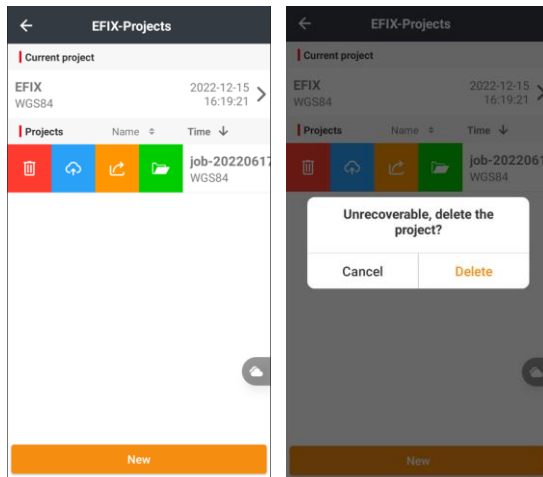 EFIX-Projects
Current project
EFIX
WGS84
2022-12-15
16:19:21
Projects Name Time
job-20220617
WGS84
New
EFIX-Projects
Current project
EFIX
WGS84
2022-12-15
16:19:21
Projects Name Time
job-2022061
WGS84
Unrecoverable, delete the
project?
Cancel Delete
New